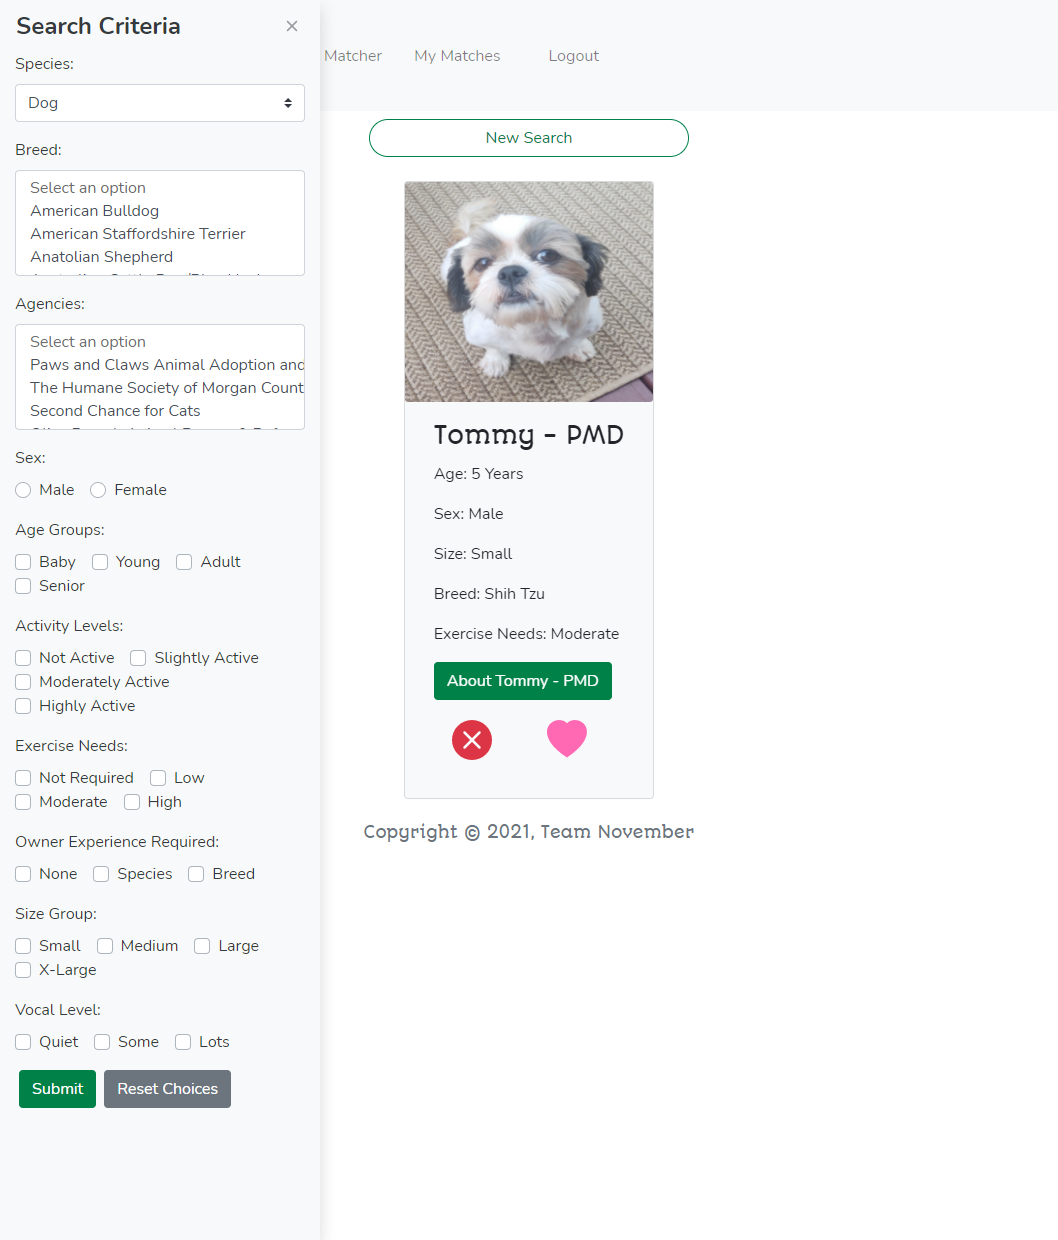 Search Criteria ×
Matcher My Matches Logout
Species:
Dog
Breed:
Select an option
American Bulldog
American Staffordshire Terrier
Anatolian Shepherd
Agencies:
Select an option
Paws and Claws Animal Adoption and
The Humane Society of Morgan Count
Second Chance for Cats
Sex:
Male Female
Age Groups:
Baby Young Adult
Senior
Activity Levels:
Not Active Slightly Active
Moderately Active
Highly Active
Exercise Needs:
Not Required Low
Moderate High
Owner Experience Required:
None Species Breed
Size Group:
Small Medium Large
X-Large
Vocal Level:
Quiet Some Lots
Submit Reset Choices
New Search
Tommy - PMD
Age: 5 Years
Sex: Male
Size: Small
Breed: Shih Tzu
Exercise Needs: Moderate
About Tommy - PMD
Copyright © 2021, Team November